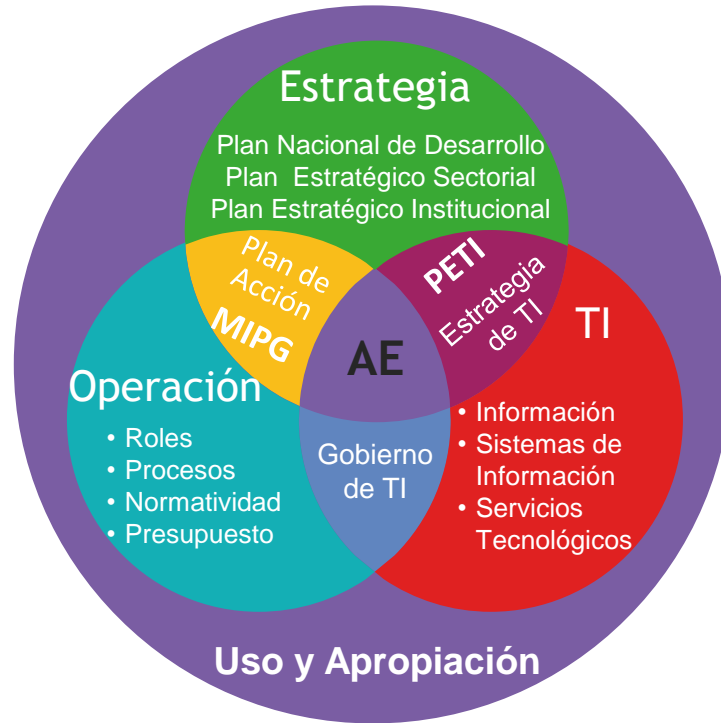 Estrategia
Plan Nacional de Desarrollo
Plan Estratégico Sectorial
Plan Estratégico Institucional
Plan de
Acción
MIPG
PETI
Estrategia
de TI
AE
TI
Operación
• Roles
• Procesos
• Normatividad
• Presupuesto
Gobierno
de TI
• Información
• Sistemas de
Información
• Servicios
Tecnológicos
Uso y Apropiación